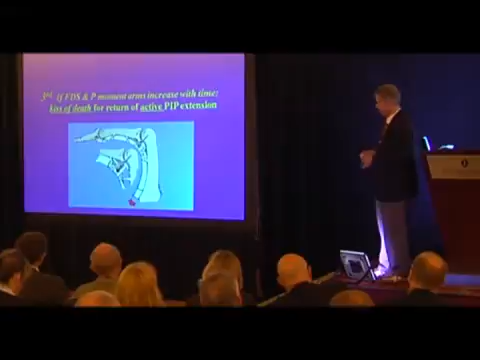 3rd, if FDS & P moment arms increase with time:
kiss of death for return of active PIP extension